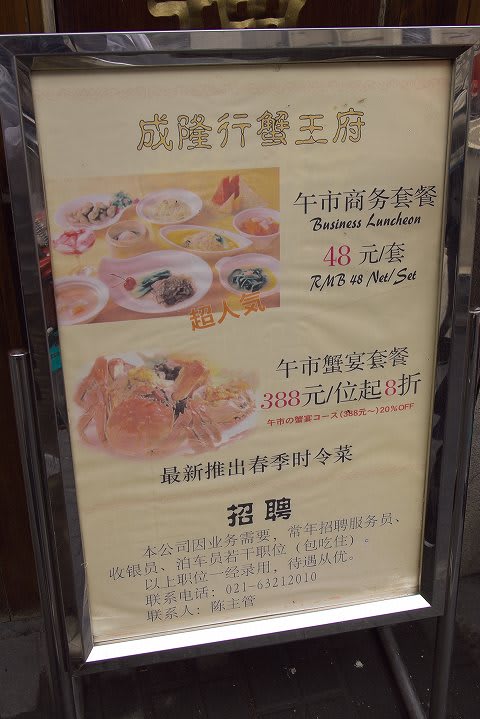 成隆行蟹王府
午市商务套餐
Business Luncheon
48 元/套
RMB 48 Net/Set
超人気
午市蟹宴套餐
388元/位起8折
午市の蟹宴コース(388元～)20%OFF
最新推出春季时令菜
招聘
本公司因业务需要，常年招聘服务员、
收银员、泊车员若干职位（包吃住）。
以上职位一经录用，待遇从优。
联系电话：021-63212010
联系人：陈主管